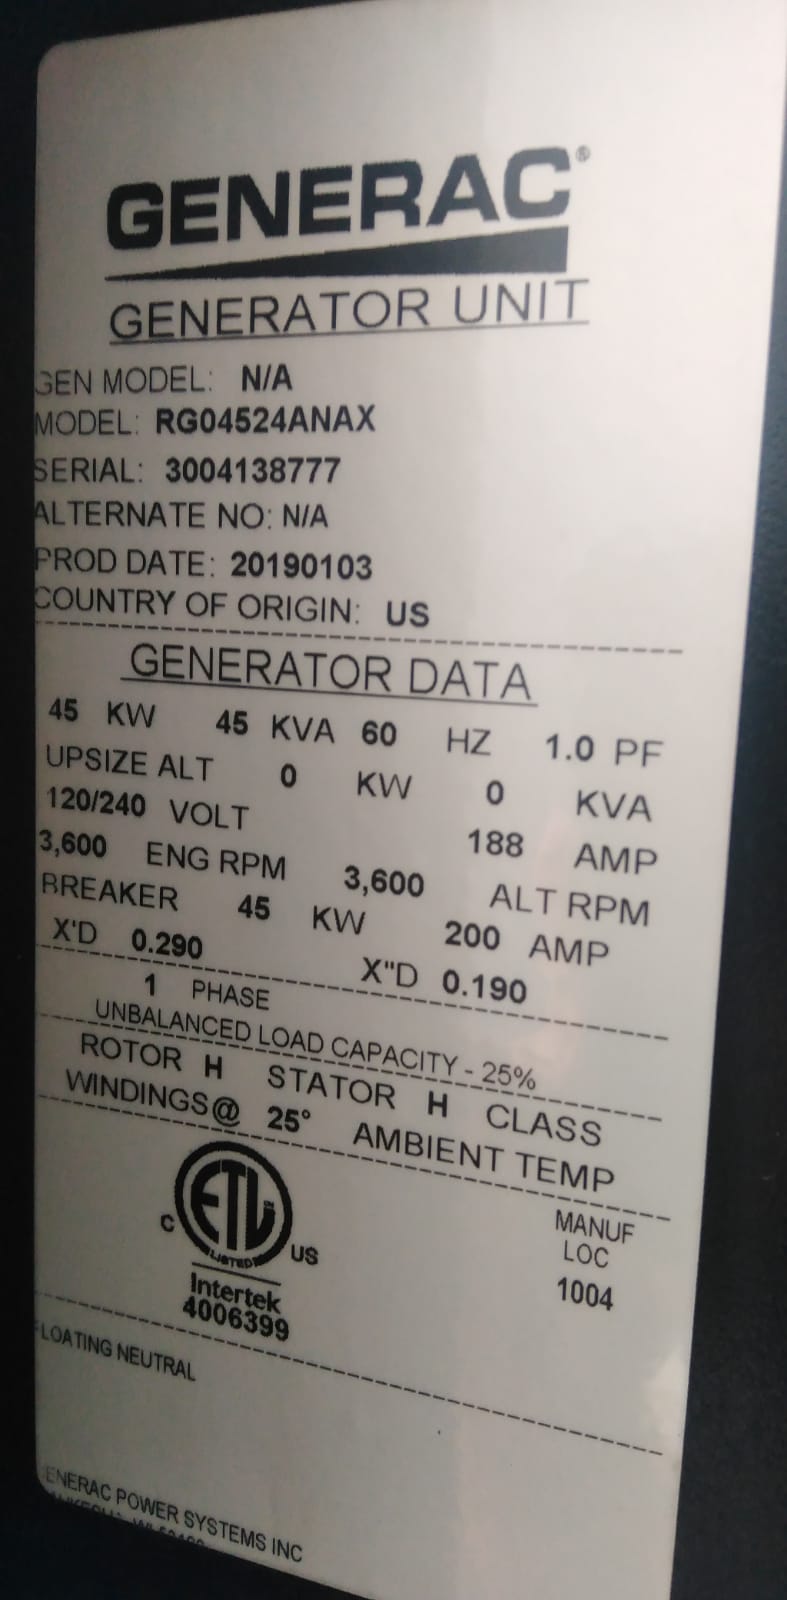 GENERAC®
GENERATOR UNIT
GEN MODEL: N/A
MODEL: RG04524ANAX
SERIAL: 3004138777
ALTERNATE NO: N/A
PROD DATE: 20190103
COUNTRY OF ORIGIN: US
GENERATOR DATA
45 KW 45 KVA 60 HZ 1.0 PF
UPSIZE ALT 0 KW 0 KVA
120/240 VOLT 188 AMP
3,600 ENG RPM 3,600 ALT RPM
BREAKER 45 KW 200 AMP
X'D 0.290 X"D 0.190
1 PHASE
UNBALANCED LOAD CAPACITY - 25%
ROTOR H STATOR H CLASS
WINDINGS@ 25° AMBIENT TEMP
ETL
LISTED
C US
Intertek
4006399
MANUF
LOC
1004
FLOATING NEUTRAL
GENERAC POWER SYSTEMS INC